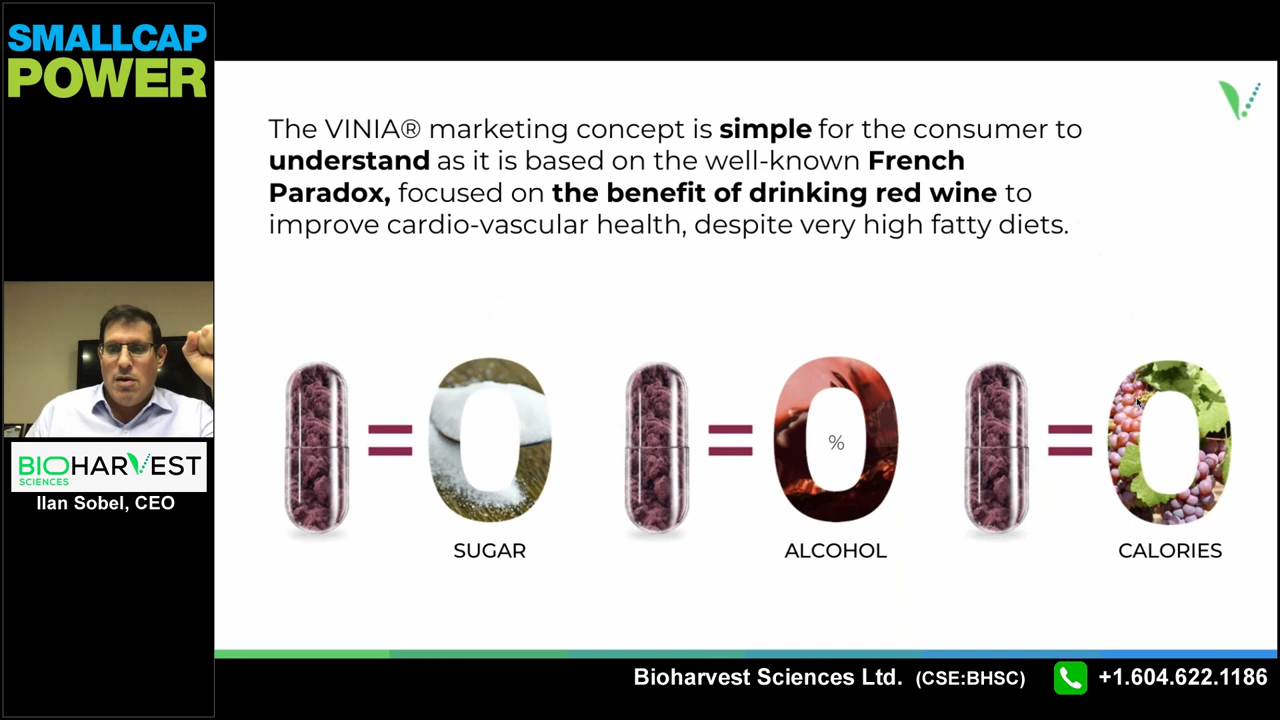 SMALLCAP
POWER
The VINIA® marketing concept is simple for the consumer to
understand as it is based on the well-known French
Paradox, focused on the benefit of drinking red wine to
improve cardio-vascular health, despite very high fatty diets.
= 0
= 0
%
= 0
SUGAR
ALCOHOL
CALORIES
BIOHARVEST
SCIENCES
Ilan Sobel, CEO
Bioharvest Sciences Ltd. (CSE:BHSC)
+1.604.622.1186